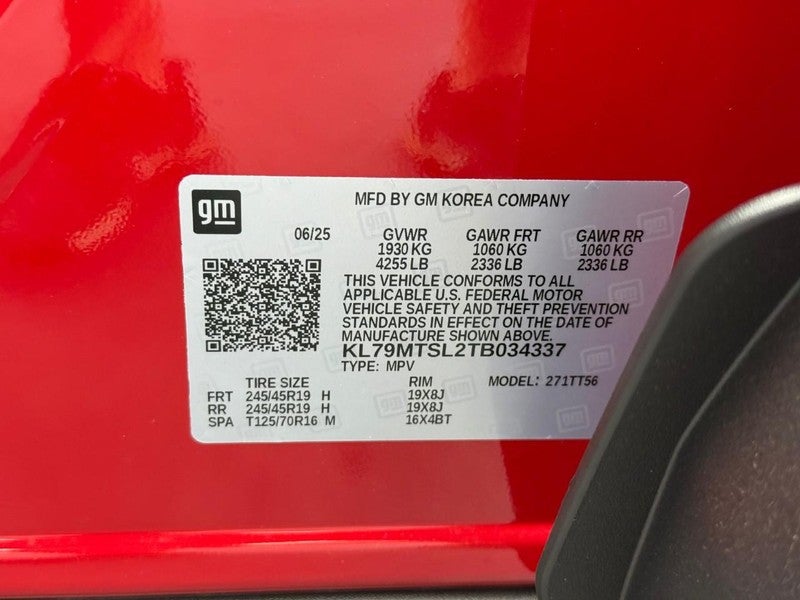 gm
MFD BY GM KOREA COMPANY
06/25 GVWR GAWR FRT GAWR RR
1930 KG 1060 KG 1060 KG
4255 LB 2336 LB 2336 LB
THIS VEHICLE CONFORMS TO ALL
APPLICABLE U.S. FEDERAL MOTOR
VEHICLE SAFETY AND THEFT PREVENTION
STANDARDS IN EFFECT ON THE DATE OF
MANUFACTURE SHOWN ABOVE.
KL79MTSL2TB034337
TYPE: MPV
TIRE SIZE RIM MODEL: 271TT56
FRT 245/45R19 H 19X8J
RR 245/45R19 H 19X8J
SPA T125/70R16 M 16X4BT